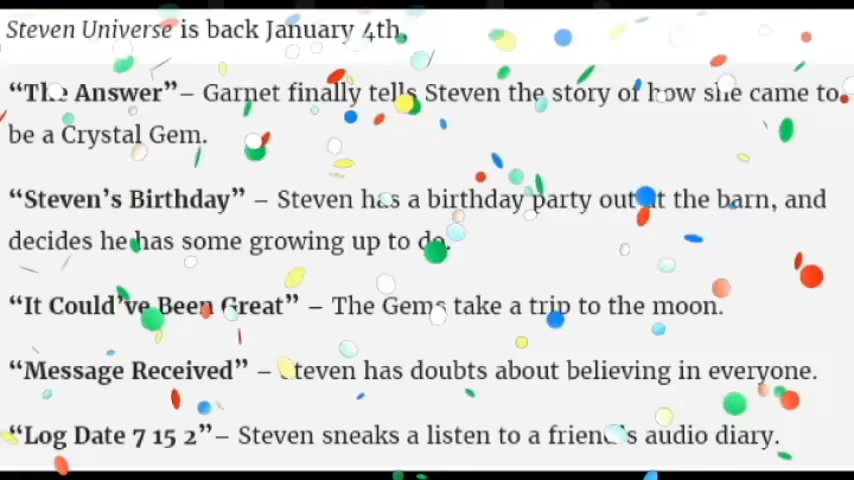 Steven Universe is back January 4th,
“The Answer”– Garnet finally tells Steven the story of how she came to
be a Crystal Gem.
“Steven’s Birthday” – Steven has a birthday party out at the barn, and
decides he has some growing up to do.
“It Could’ve Been Great” – The Gems take a trip to the moon.
“Message Received” – Steven has doubts about believing in everyone.
“Log Date 7 15 2”– Steven sneaks a listen to a friend’s audio diary.